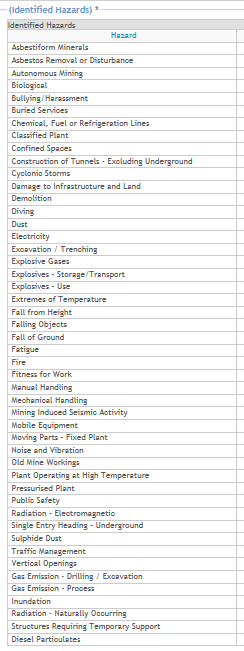 (Identified Hazards) *
Identified Hazards
Hazard
Asbestiform Minerals
Asbestos Removal or Disturbance
Autonomous Mining
Biological
Bullying/Harassment
Buried Services
Chemical, Fuel or Refrigeration Lines
Classified Plant
Confined Spaces
Construction of Tunnels - Excluding Underground
Cyclonic Storms
Damage to Infrastructure and Land
Demolition
Diving
Dust
Electricity
Excavation / Trenching
Explosive Gases
Explosives - Storage/Transport
Explosives - Use
Extremes of Temperature
Fall from Height
Falling Objects
Fall of Ground
Fatigue
Fire
Fitness for Work
Manual Handling
Mechanical Handling
Mining Induced Seismic Activity
Mobile Equipment
Moving Parts - Fixed Plant
Noise and Vibration
Old Mine Workings
Plant Operating at High Temperature
Pressurised Plant
Public Safety
Radiation - Electromagnetic
Single Entry Heading - Underground
Sulphide Dust
Traffic Management
Vertical Openings
Gas Emission - Drilling / Excavation
Gas Emission - Process
Inundation
Radiation - Naturally Occurring
Structures Requiring Temporary Support
Diesel Particulates